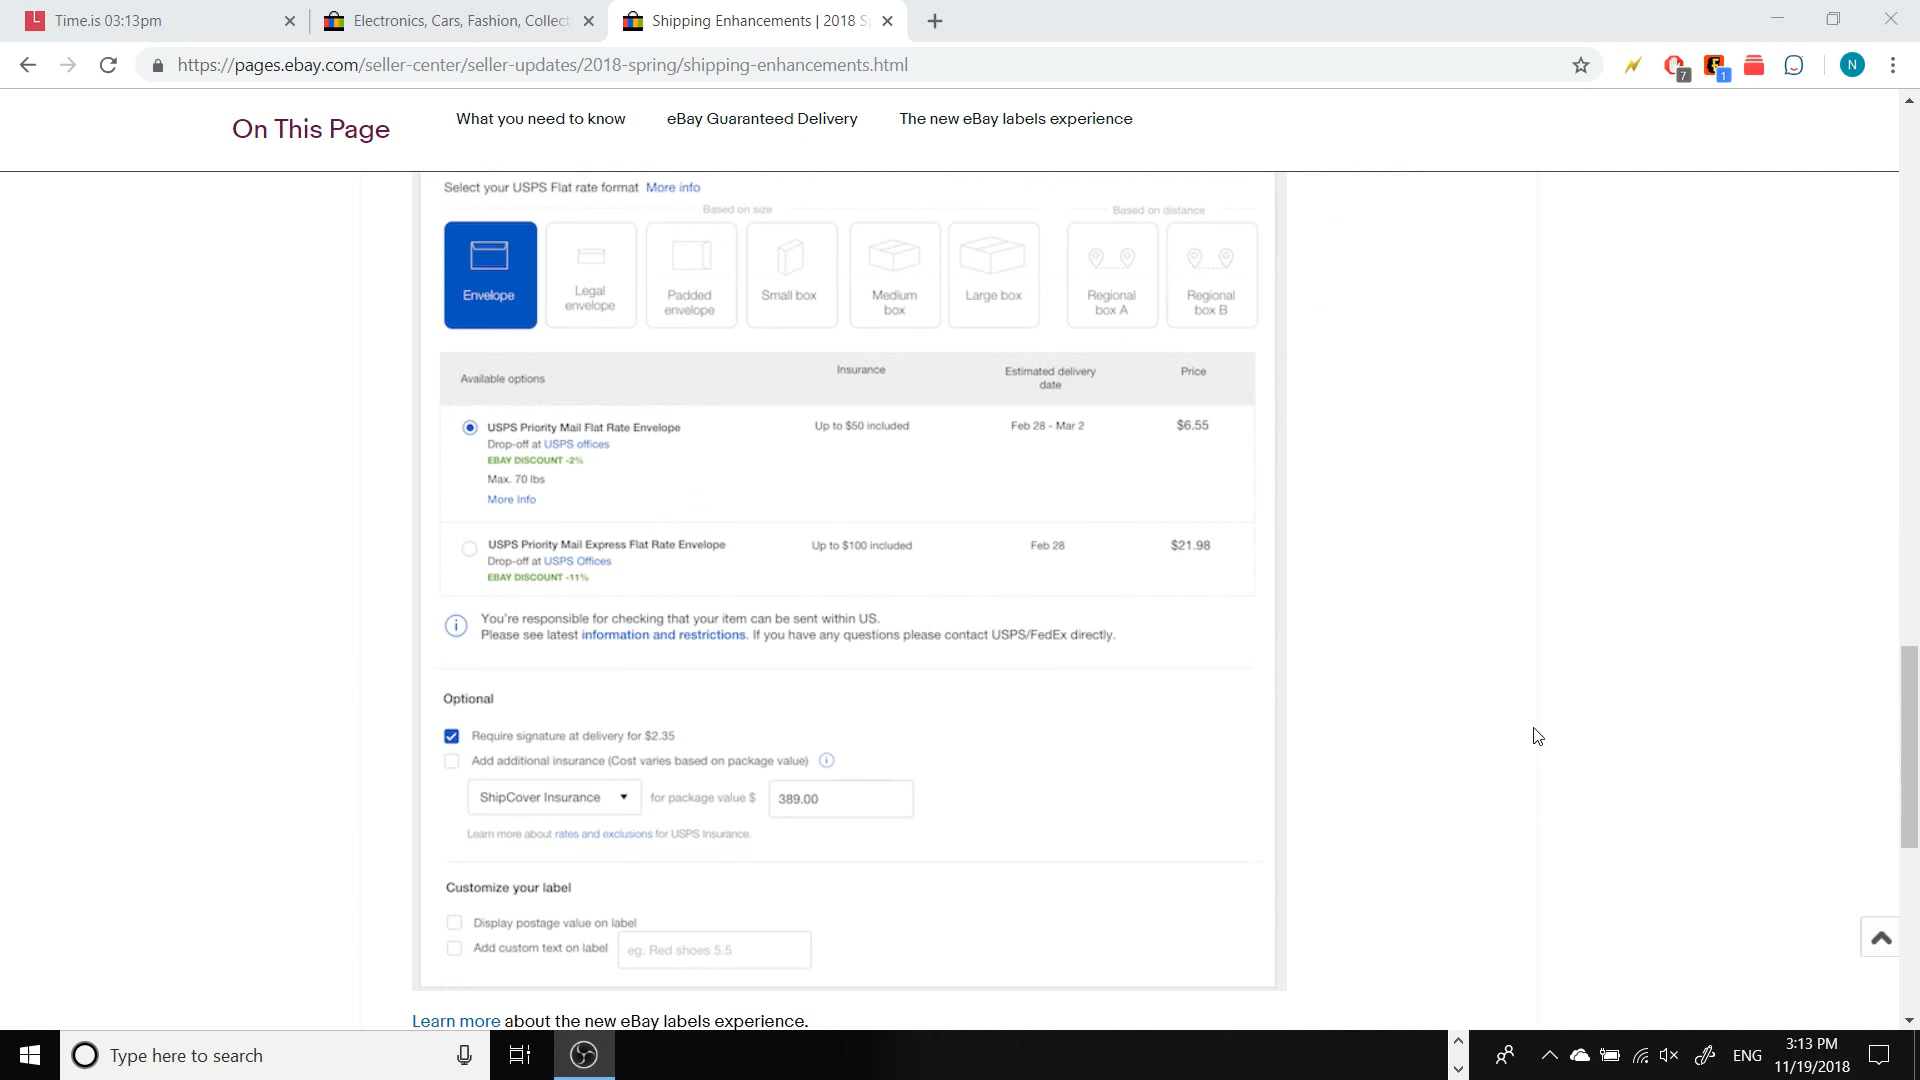 Time.is 03:13pm
Electronics, Cars, Fashion, Collect
Shipping Enhancements | 2018 S
https://pages.ebay.com/seller-center/seller-updates/2018-spring/shipping-enhancements.html
7
1
N
On This Page
What you need to know
eBay Guaranteed Delivery
The new eBay labels experience
Select your USPS Flat rate format More info
Based on size
Based on distance
Envelope
Legal
envelope
Padded
envelope
Small box
Medium
box
Large box
Regional
box A
Regional
box B
Available options
Insurance
Estimated delivery
date
Price
USPS Priority Mail Flat Rate Envelope
Up to $50 included
Feb 28 - Mar 2
$6.55
Drop-off at USPS offices
EBAY DISCOUNT -2%
Max. 70 lbs
More Info
USPS Priority Mail Express Flat Rate Envelope
Up to $100 included
Feb 28
$21.98
Drop-off at USPS Offices
EBAY DISCOUNT -11%
You're responsible for checking that your item can be sent within US.
Please see latest information and restrictions. If you have any questions please contact USPS/FedEx directly.
Optional
Require signature at delivery for $2.35
Add additional insurance (Cost varies based on package value)
ShipCover Insurance
for package value $
389.00
Learn more about rates and exclusions for USPS Insurance.
Customize your label
Display postage value on label
Add custom text on label
eg. Red shoes 5.5
Learn more about the new eBay labels experience.
Type here to search
ENG
3:13 PM
11/19/2018